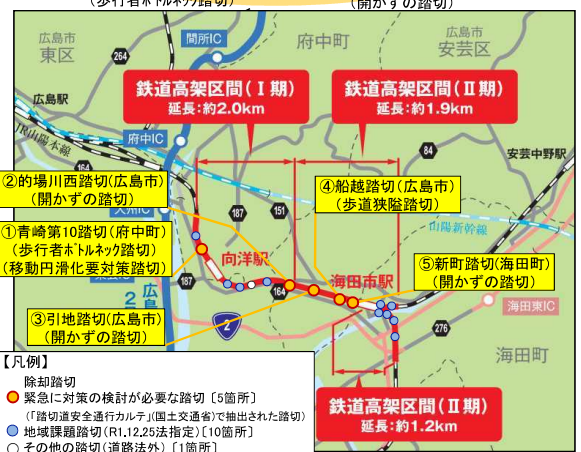 (歩行者ボトルネック踏切)
(開かずの踏切)
広島市
東区
264
間所IC
府中町
広島市
安芸区
鉄道高架区間(Ⅰ期)
延長:約2.0km
鉄道高架区間(Ⅱ期)
延長:約1.9km
広島駅
JR山陽本線
府中IC
164
84
安芸中野駅
②的場川西踏切(広島市)
(開かずの踏切)
④船越踏切(広島市)
(歩道狭隘踏切)
187
151
山陽新幹線
①青崎第10踏切(府中町)
(歩行者ボトルネック踏切)
(移動円滑化要対策踏切)
向洋駅
海田市駅
⑤新町踏切(海田町)
(開かずの踏切)
187
164
2
広島
海田東IC
③引地踏切(広島市)
(開かずの踏切)
2
276
海田町
【凡例】
除却踏切
緊急に対策の検討が必要な踏切〔5箇所〕
(「踏切道安全通行カルテ」(国土交通省)で抽出された踏切)
地域課題踏切(R1.12.25法指定)〔10箇所〕
その他の踏切(道路法外)〔1箇所〕
鉄道高架区間(Ⅱ期)
延長:約1.2km